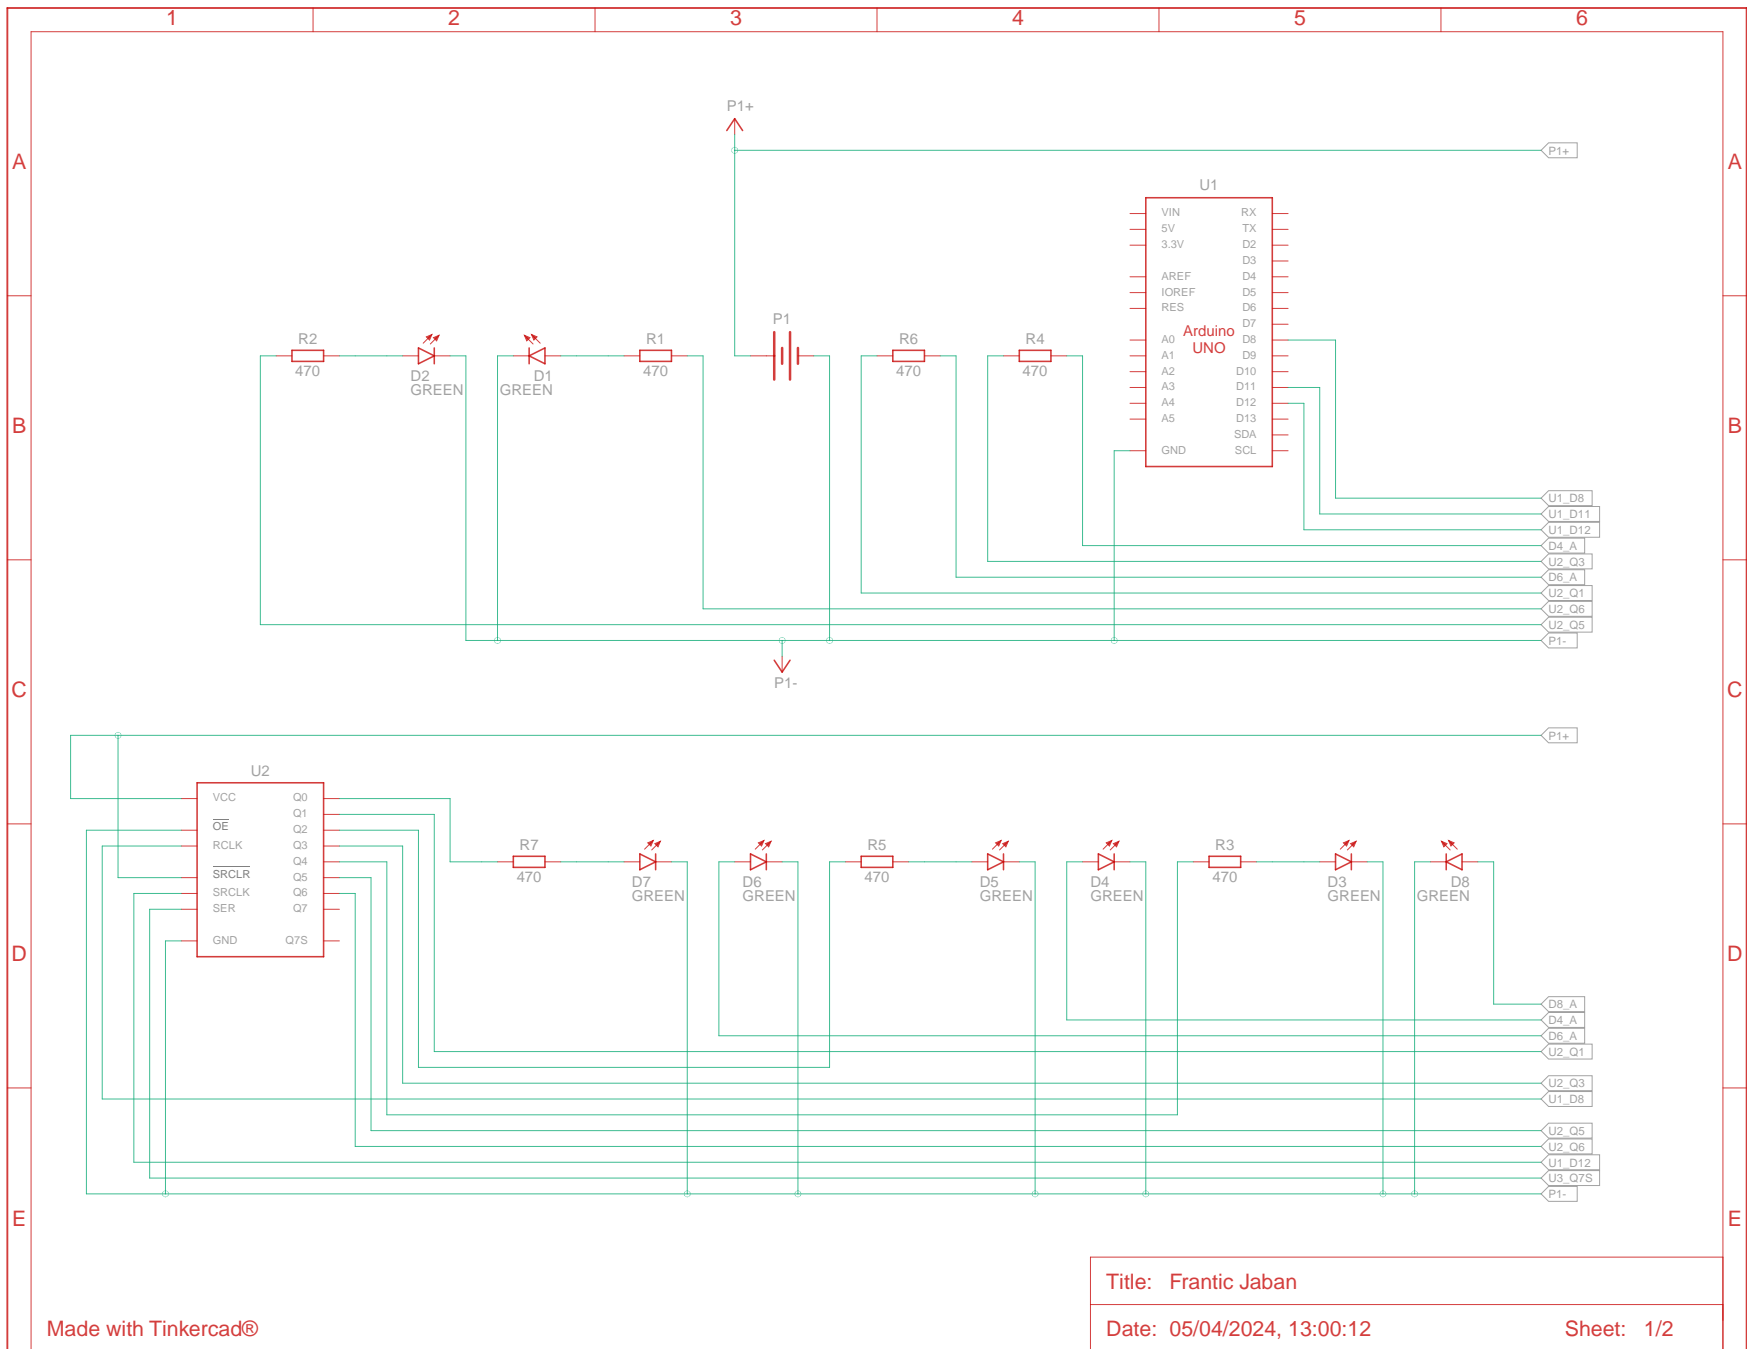 1 2 3 4 5 6
P1+
A P1+ A
U1
VIN RX
5V TX
3.3V D2
D3
AREF D4
IOREF D5
RES D6
D7
A0 D8
A1 D9
A2 D10
A3 D11
A4 D12
A5 D13
SDA
GND SCL
Arduino
UNO
R2
470
D2
GREEN
D1
GREEN
R1
470
P1
R6
470
R4
470
B B
U1_D8
U1_D11
U1_D12
D4_A
U2_Q3
D6_A
U2_Q1
U2_Q6
U2_Q5
P1-
P1-
C C
P1+
U2
VCC Q0
Q1
OE Q2
RCLK Q3
Q4
SRCLR Q5
SRCLK Q6
SER Q7
GND Q7S
R7
470
D7
GREEN
D6
GREEN
R5
470
D5
GREEN
D4
GREEN
R3
470
D3
GREEN
D8
GREEN
D D
D8_A
D4_A
D6_A
U2_Q1
U2_Q3
U1_D8
U2_Q5
U2_Q6
U1_D12
U3_Q7S
P1-
E E
Title: Frantic Jaban
Made with Tinkercad®
Date: 05/04/2024, 13:00:12 Sheet: 1/2